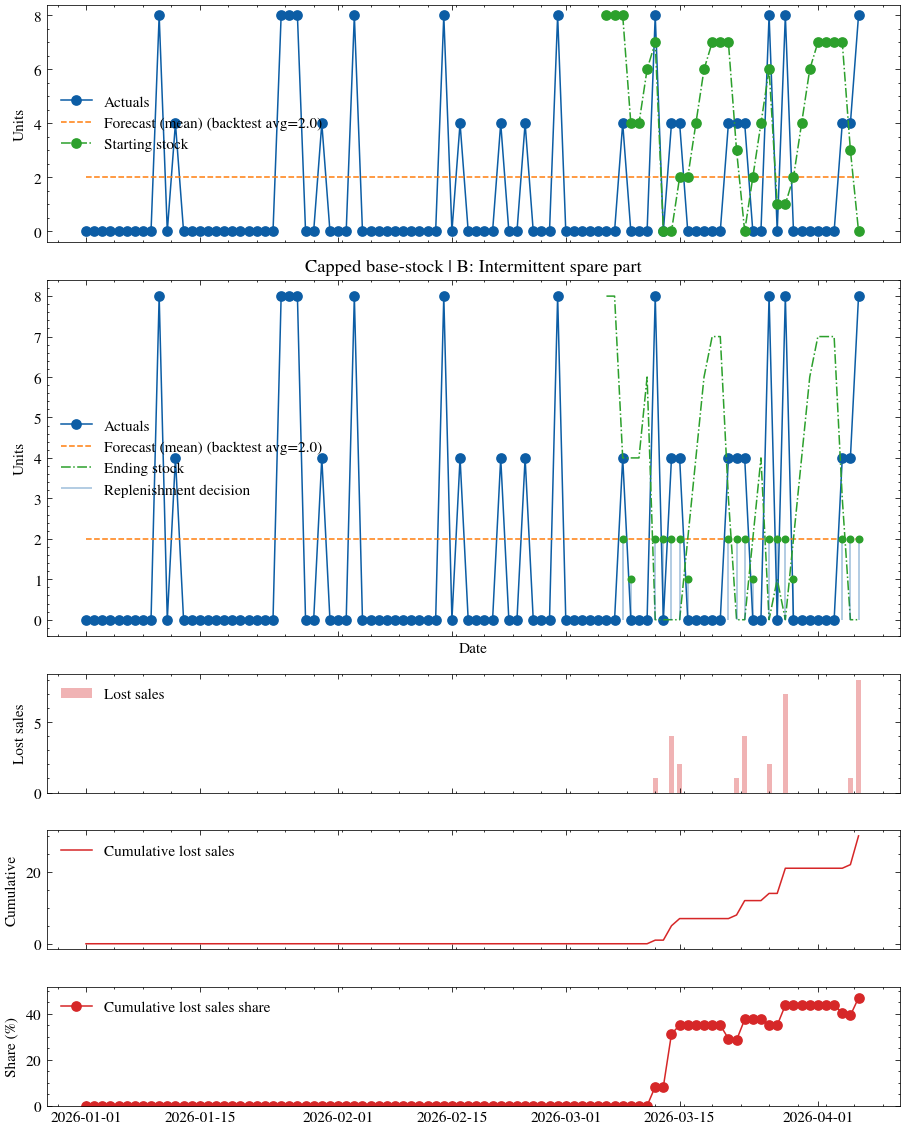 8
6
4
2
0
Units
Actuals
Forecast (mean) (backtest avg=2.0)
Starting stock
Capped base-stock | B: Intermittent spare part
8
7
6
5
4
3
2
1
0
Units
Actuals
Forecast (mean) (backtest avg=2.0)
Ending stock
Replenishment decision
Date
5
0
Lost sales
Lost sales
20
0
Cumulative
Cumulative lost sales
40
20
0
Share (%)
Cumulative lost sales share
2026-01-01 2026-01-15 2026-02-01 2026-02-15 2026-03-01 2026-03-15 2026-04-01